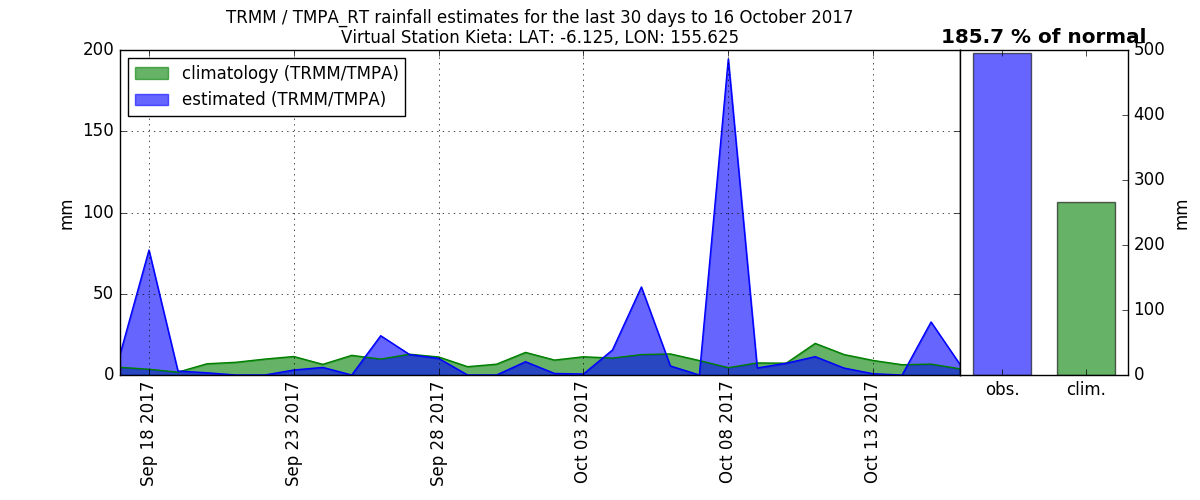 TRMM / TMPA_RT rainfall estimates for the last 30 days to 16 October 2017
Virtual Station Kieta: LAT: -6.125, LON: 155.625
185.7 % of normal
climatology (TRMM/TMPA)
estimated (TRMM/TMPA)
200
150
100
50
0
mm
Sep 18 2017
Sep 23 2017
Sep 28 2017
Oct 03 2017
Oct 08 2017
Oct 13 2017
500
400
300
200
100
0
mm
obs.
clim.